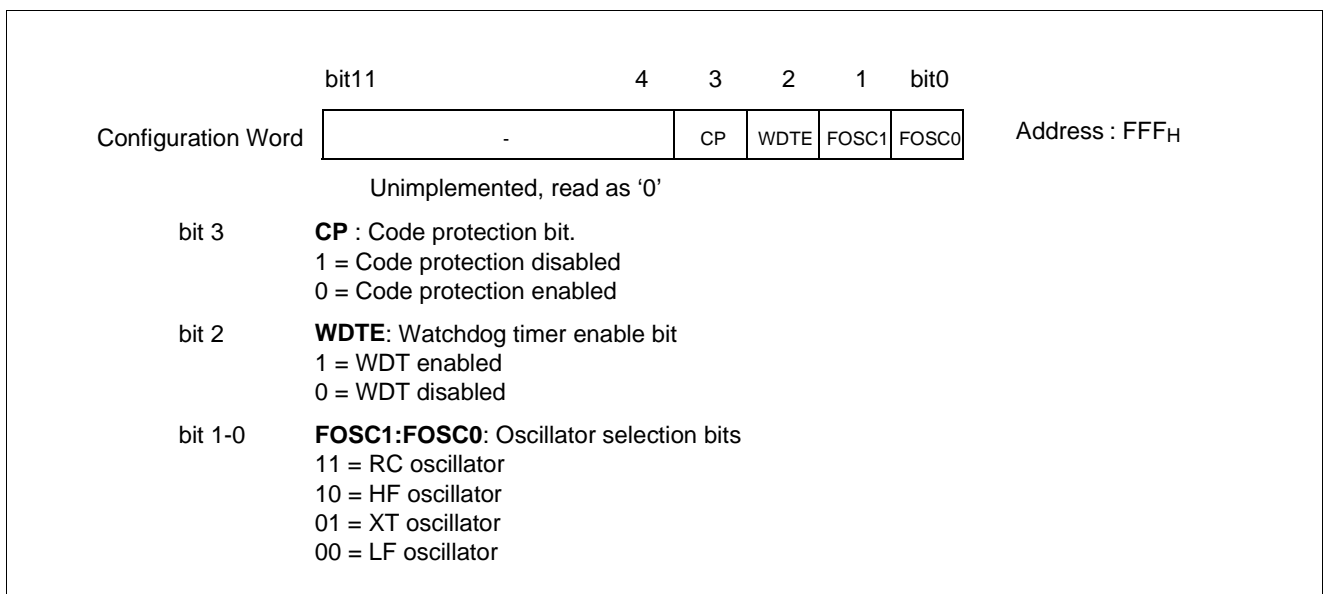 bit11 4 3 2 1 bit0
Configuration Word - CP WDTE FOSC1 FOSC0 Address : FFFH
Unimplemented, read as ‘0’
bit 3 CP : Code protection bit.
1 = Code protection disabled
0 = Code protection enabled
bit 2 WDTE: Watchdog timer enable bit
1 = WDT enabled
0 = WDT disabled
bit 1-0 FOSC1:FOSC0: Oscillator selection bits
11 = RC oscillator
10 = HF oscillator
01 = XT oscillator
00 = LF oscillator